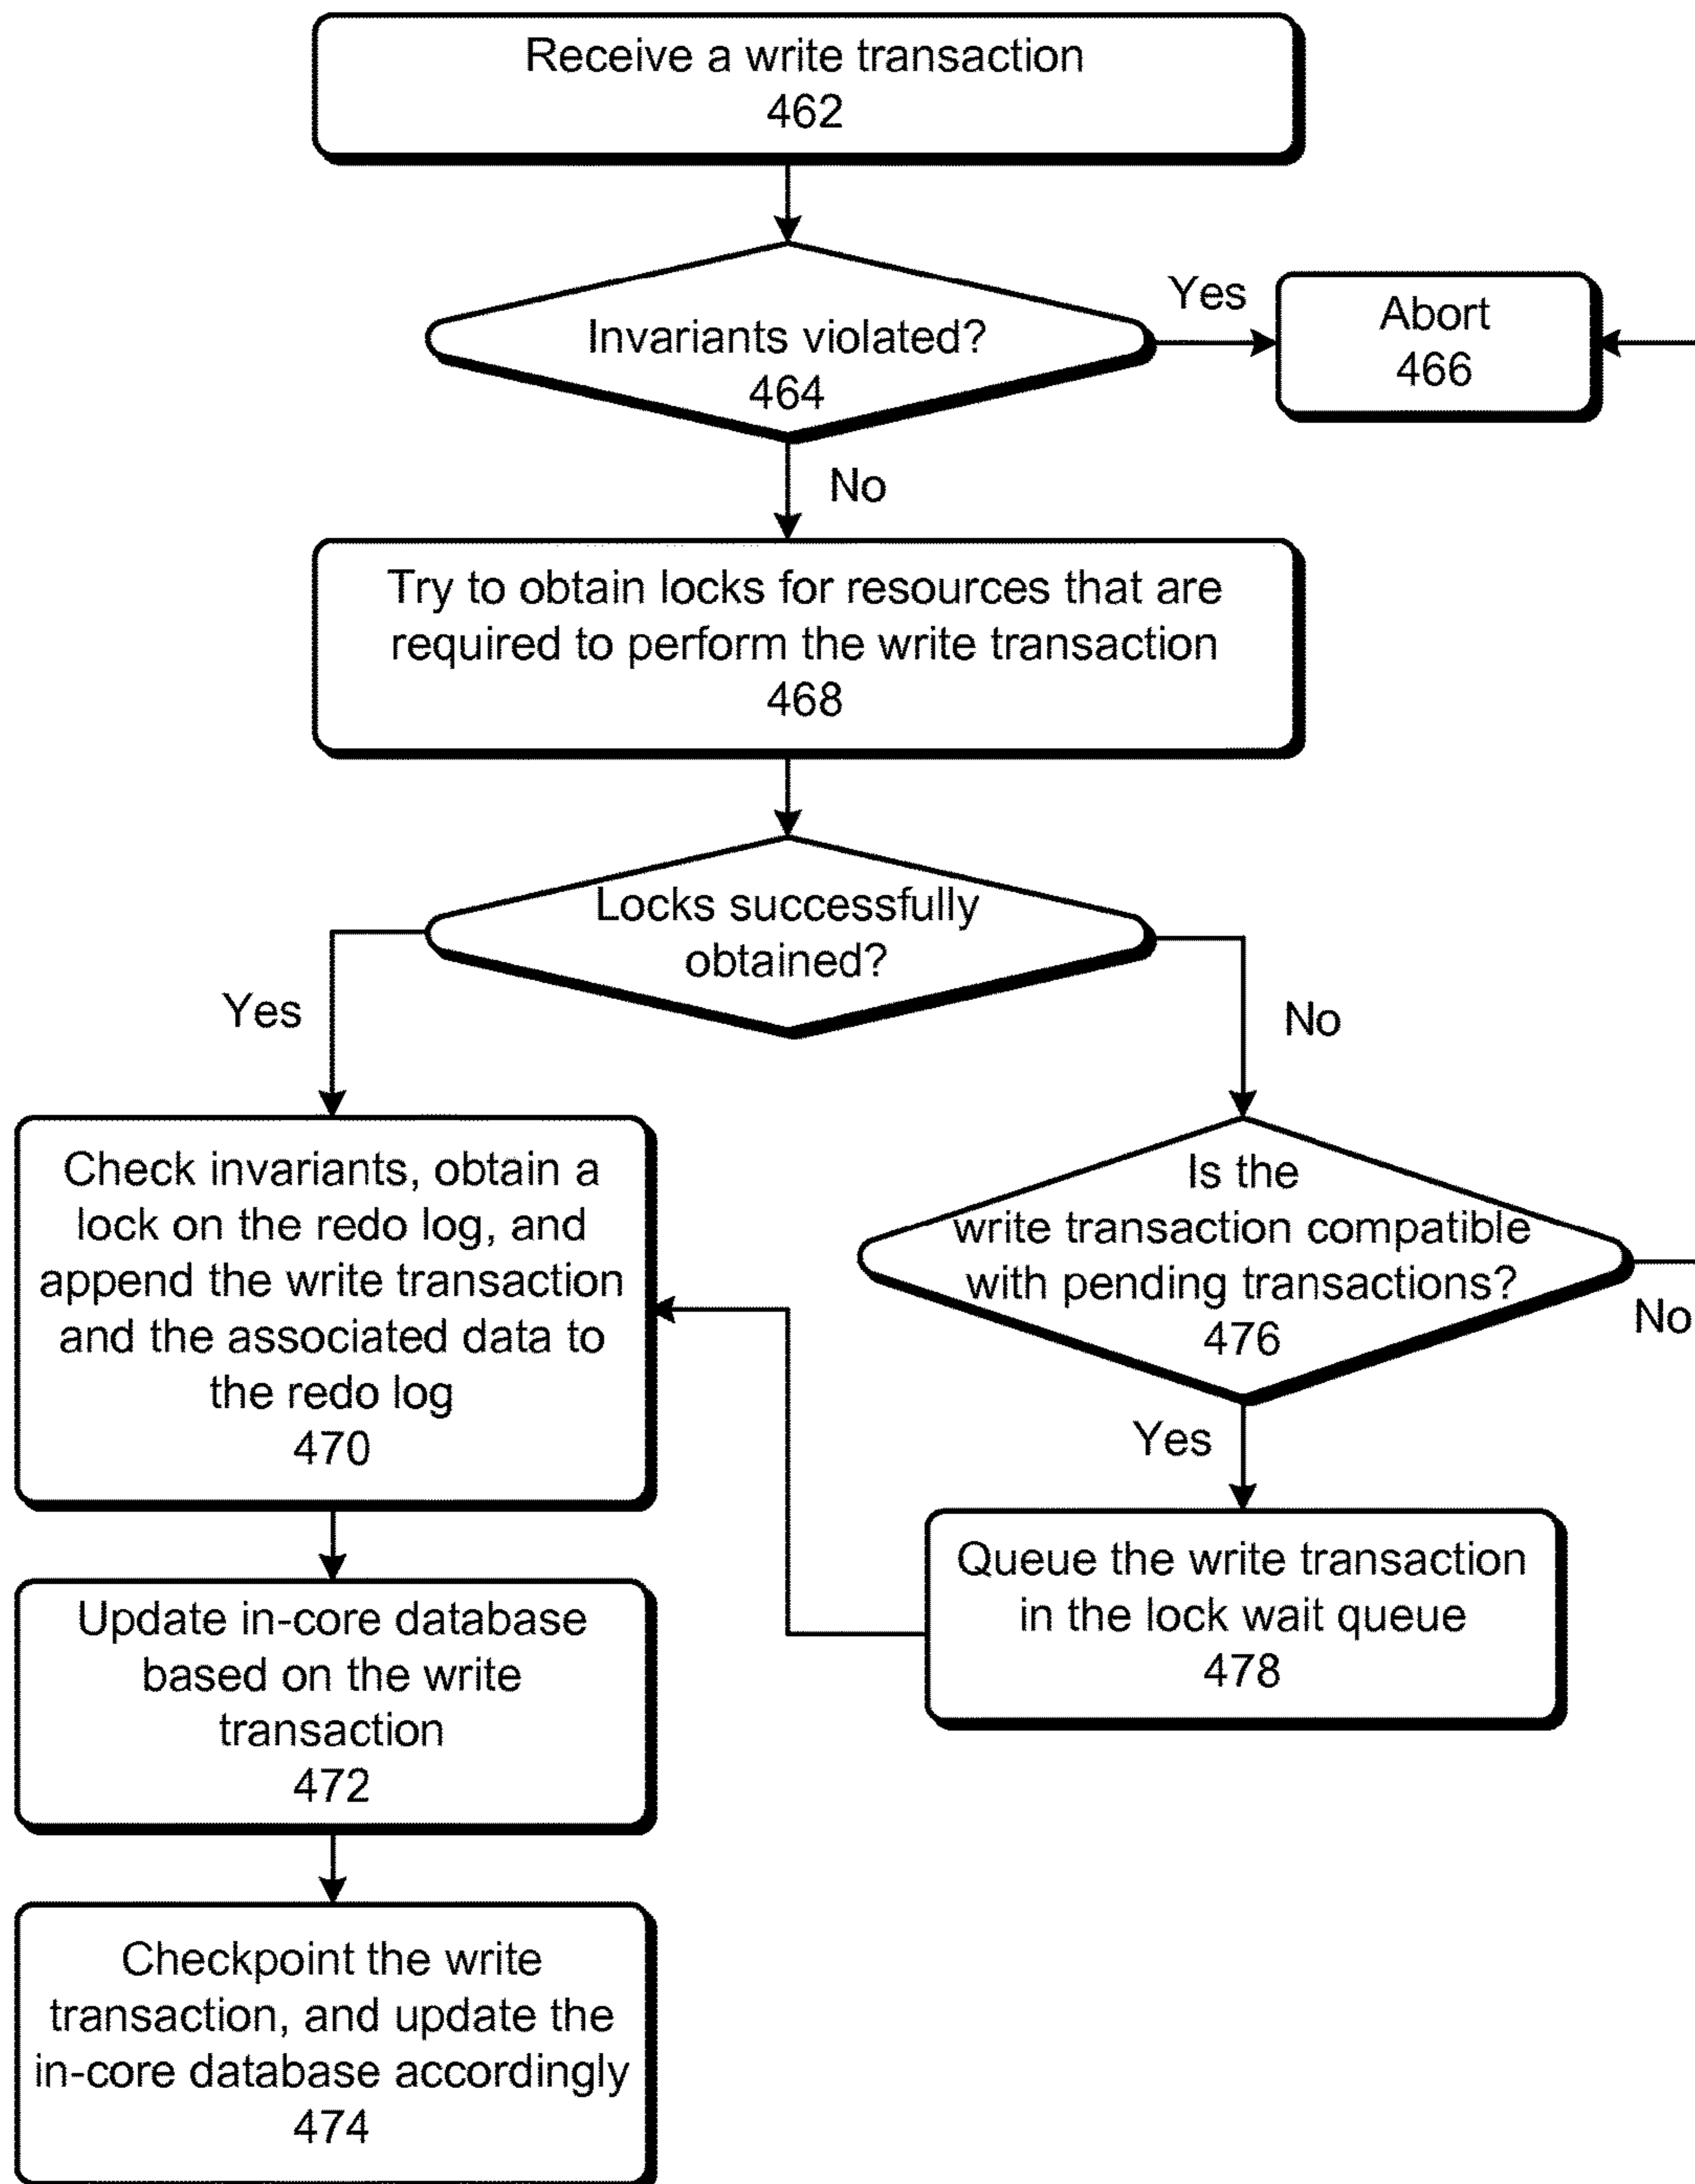 Receive a write transaction
462
Invariants violated?
464
Yes
Abort
466
No
Try to obtain locks for resources that are
required to perform the write transaction
468
Locks successfully
obtained?
Yes
No
Check invariants, obtain a
lock on the redo log, and
append the write transaction
and the associated data to
the redo log
470
Is the
write transaction compatible
with pending transactions?
476
No
Yes
Queue the write transaction
in the lock wait queue
478
Update in-core database
based on the write
transaction
472
Checkpoint the write
transaction, and update the
in-core database accordingly
474